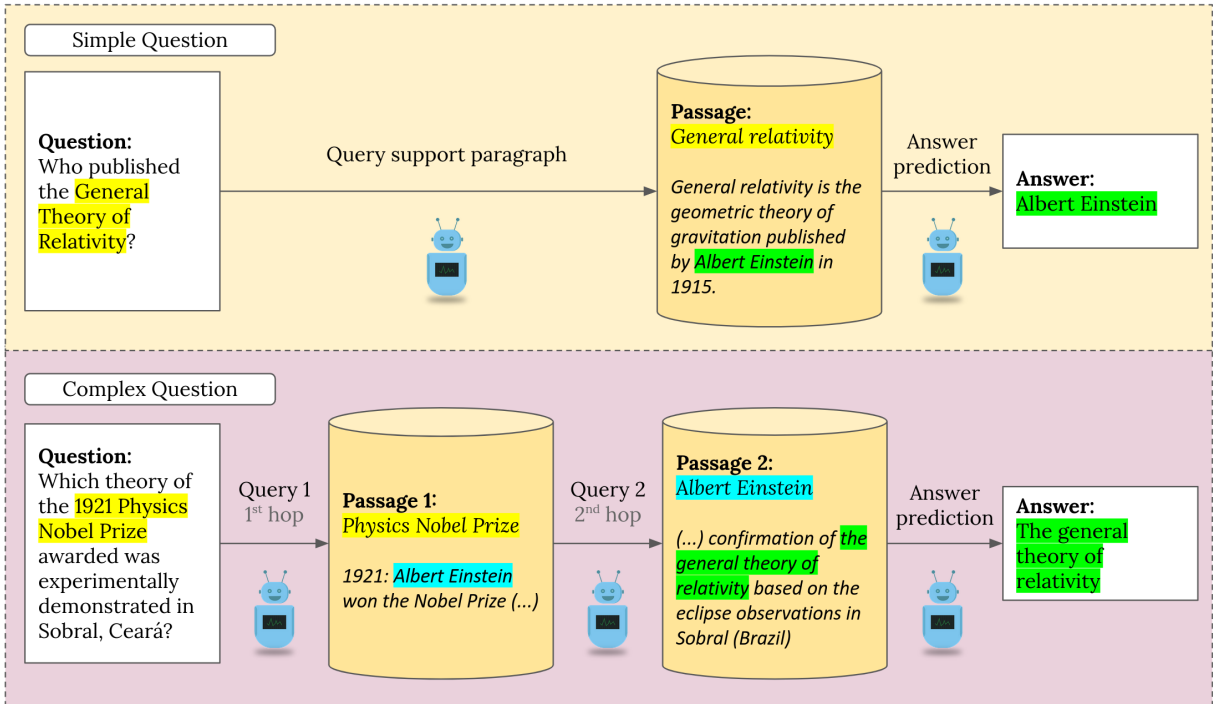 Simple Question
Question:
Who published
the General
Theory of
Relativity?
Query support paragraph
Passage:
General relativity
General relativity is the
geometric theory of
gravitation published
by Albert Einstein in
1915.
Answer
prediction
Answer:
Albert Einstein
Complex Question
Question:
Which theory of
the 1921 Physics
Nobel Prize
awarded was
experimentally
demonstrated in
Sobral, Ceará?
Query 1
1st hop
Passage 1:
Physics Nobel Prize
1921: Albert Einstein
won the Nobel Prize (...)
Query 2
2nd hop
Passage 2:
Albert Einstein
(...) confirmation of the
general theory of
relativity based on the
eclipse observations in
Sobral (Brazil)
Answer
prediction
Answer:
The general
theory of
relativity